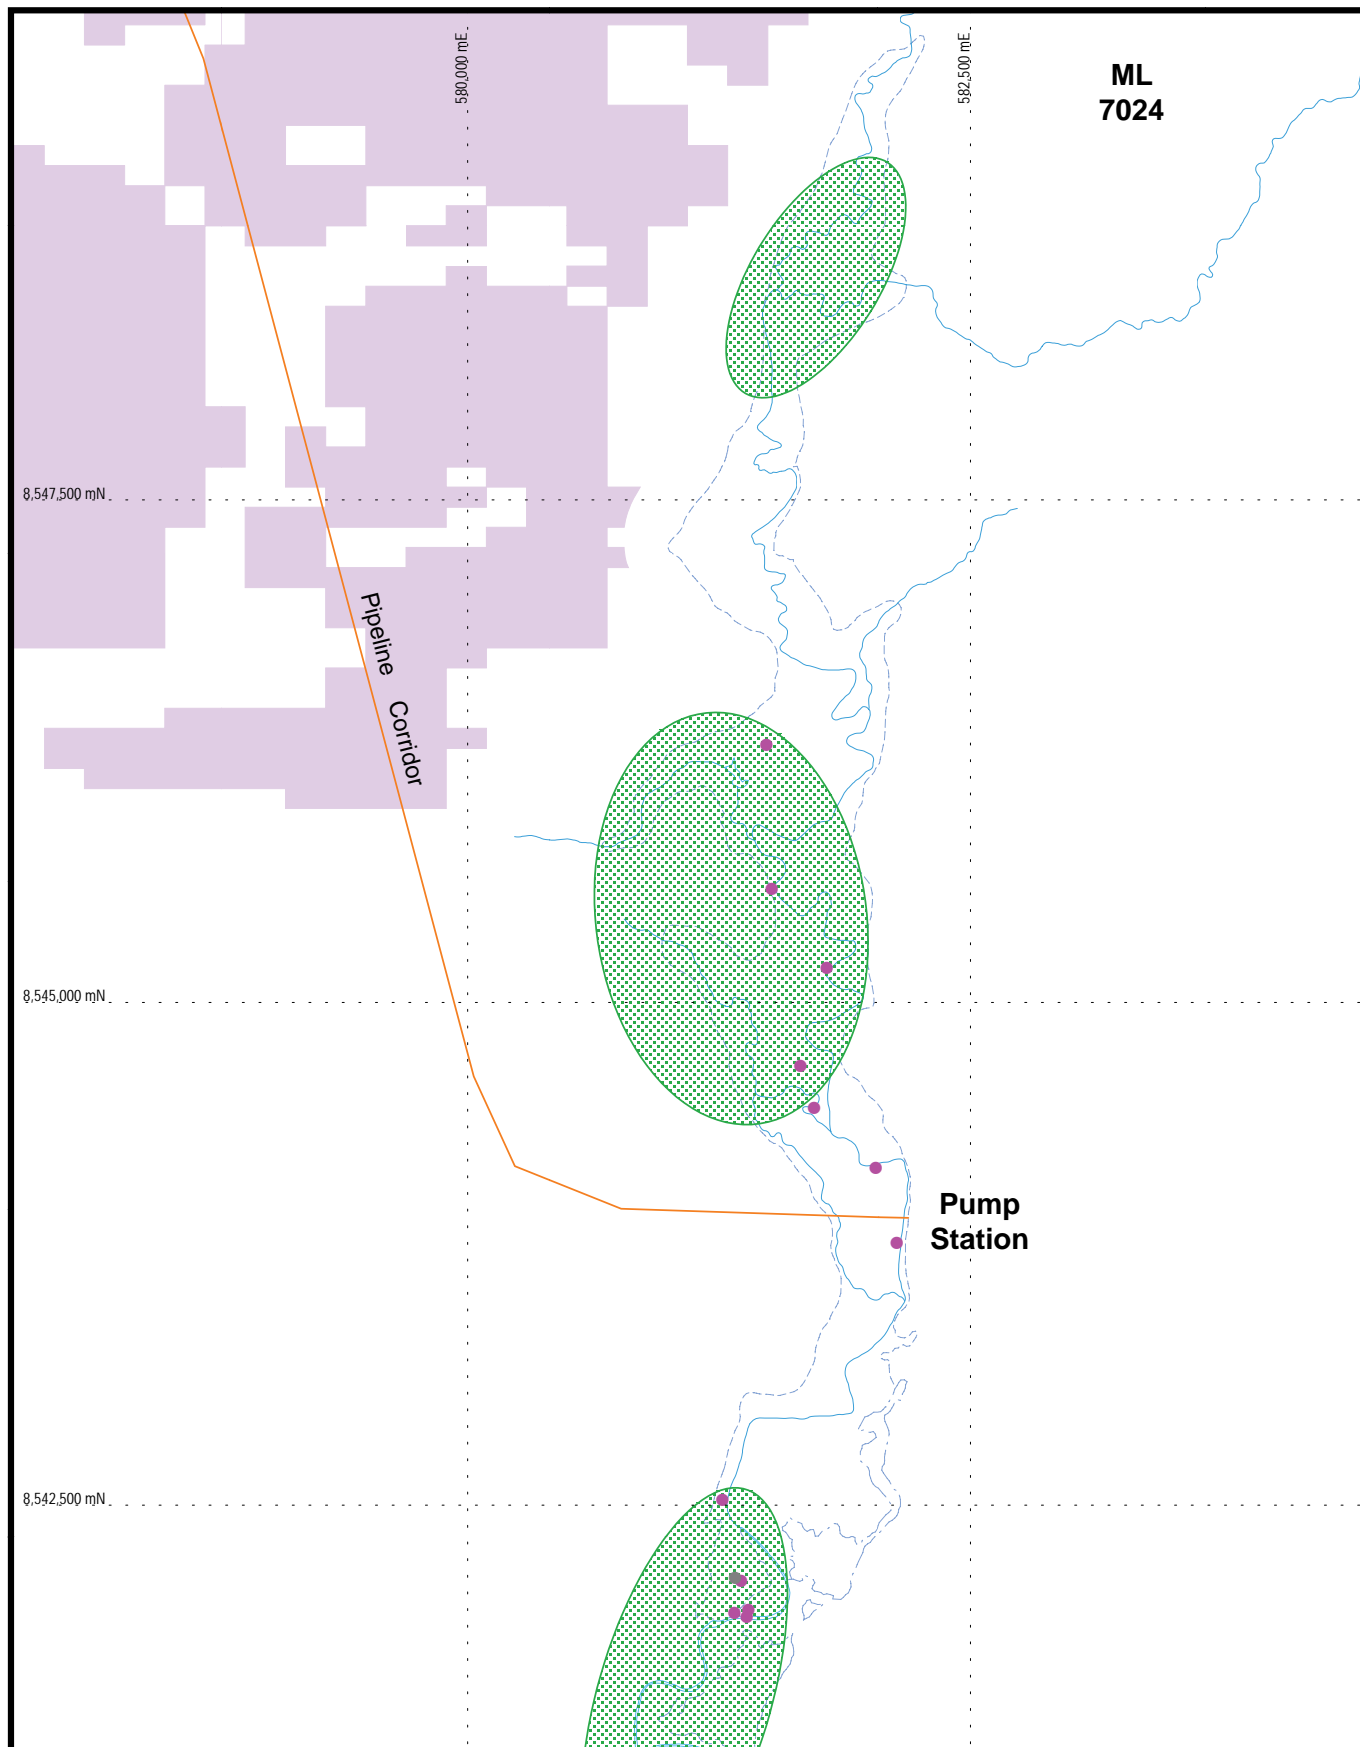 580,000 mE
582,500 mE
ML
7024
8,547,500 mN
Pipeline Corridor
8,545,000 mN
Pump
Station
8,542,500 mN